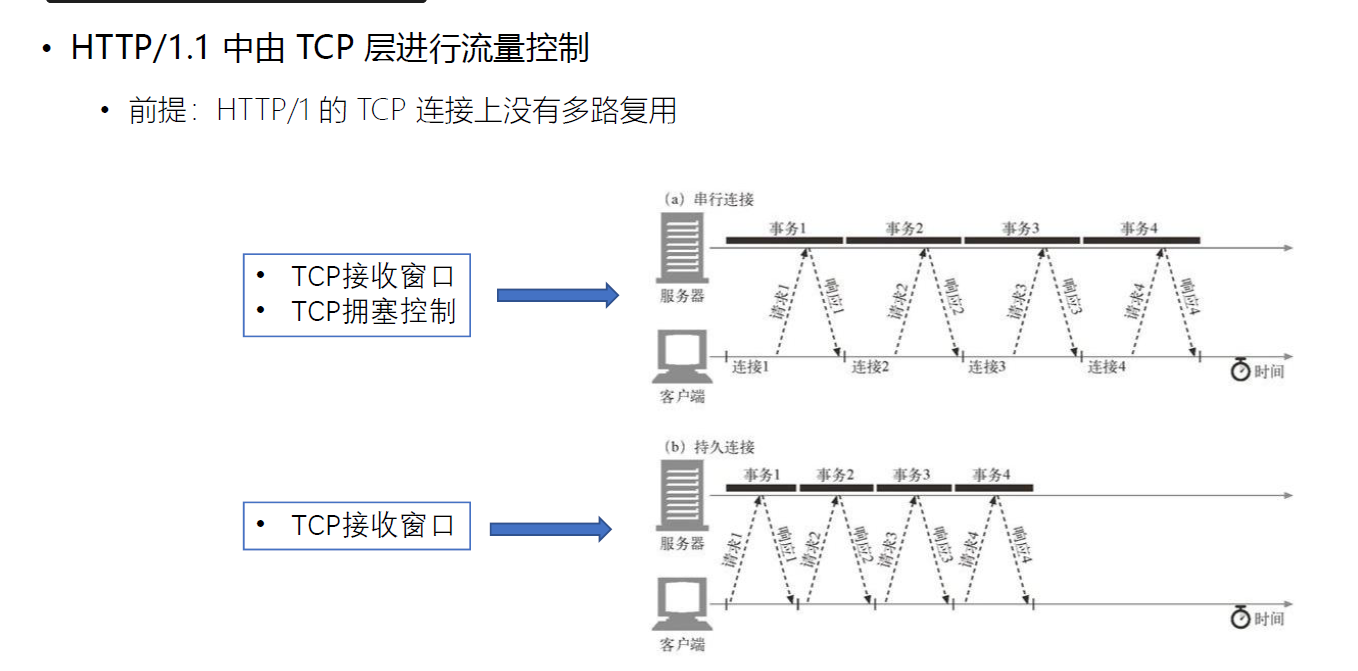 • HTTP/1.1 中由 TCP 层进行流量控制
• 前提：HTTP/1 的 TCP 连接上没有多路复用
• TCP接收窗口
• TCP拥塞控制
（a）串行连接
事务1 事务2 事务3 事务4
请求1 响应1 请求2 响应2 请求3 响应3 请求4 响应4
服务器
连接1 连接2 连接3 连接4 时间
客户端
（b）持久连接
事务1 事务2 事务3 事务4
• TCP接收窗口
请求1 响应1 请求2 响应2 请求3 响应3 请求4 响应4
服务器
时间
客户端